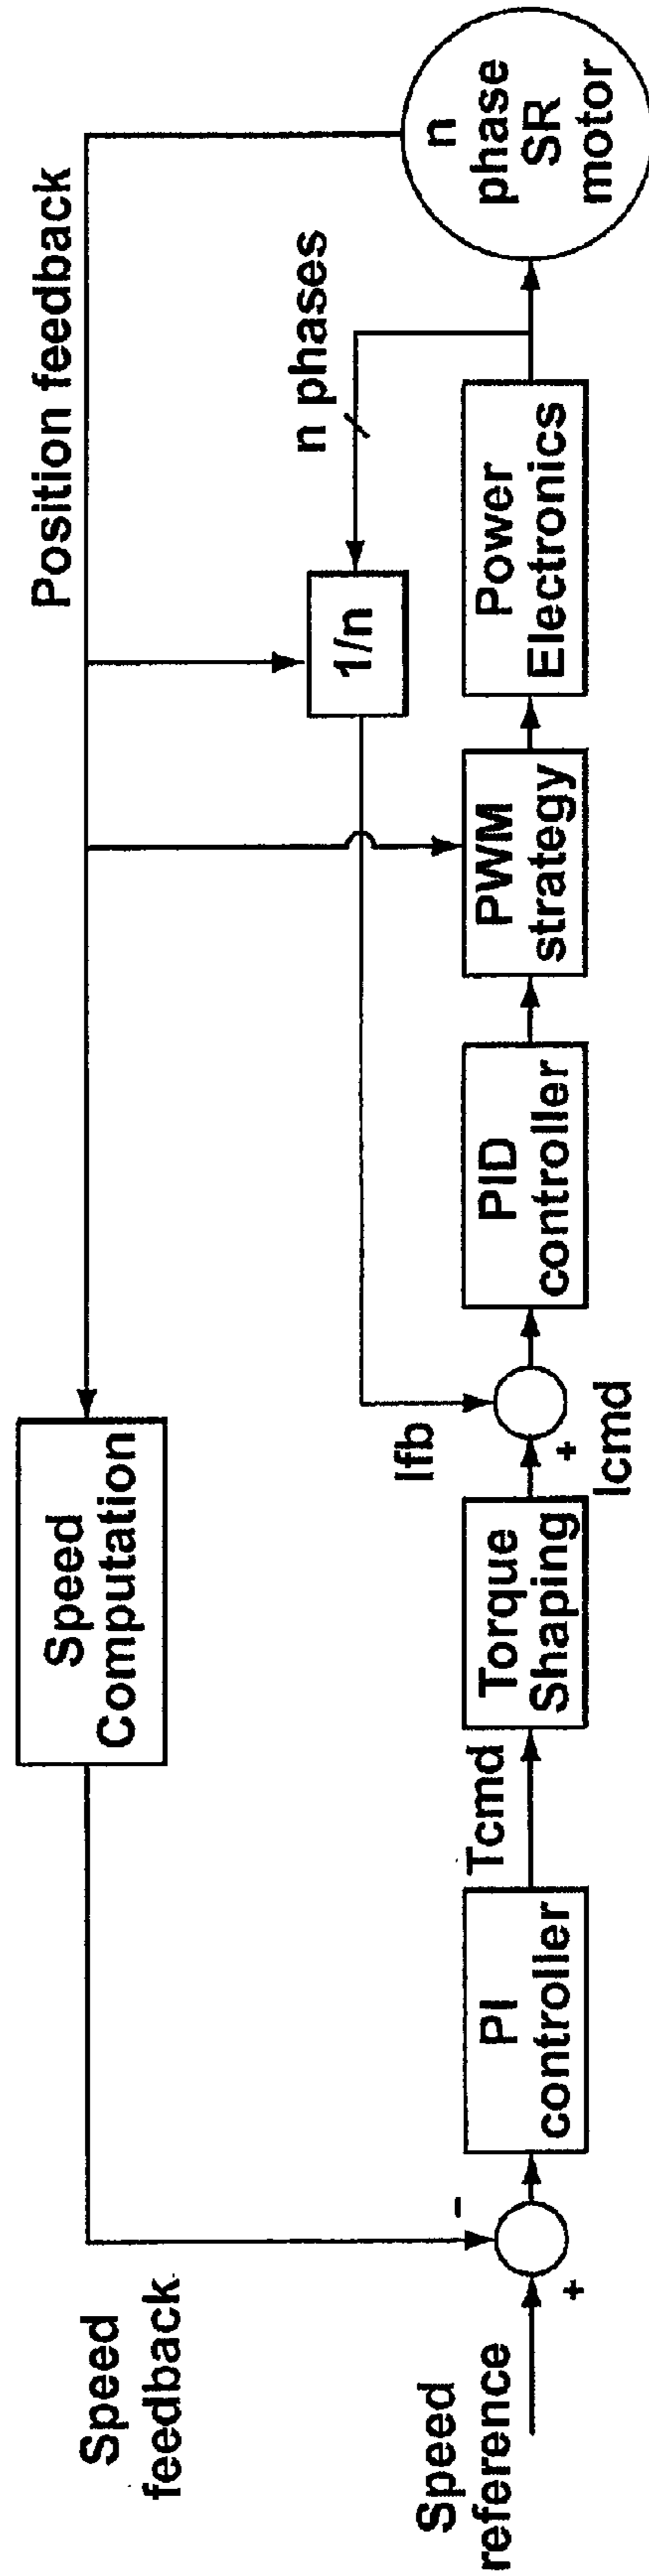 Position feedback
Speed
Computation
Speed
feedback
n phases
1/n
n
phase
SR
motor
Speed
reference
+
-
PI
controller
Tcmd
Torque
Shaping
Ifb
+
Icmd
PID
controller
PWM
strategy
Power
Electronics